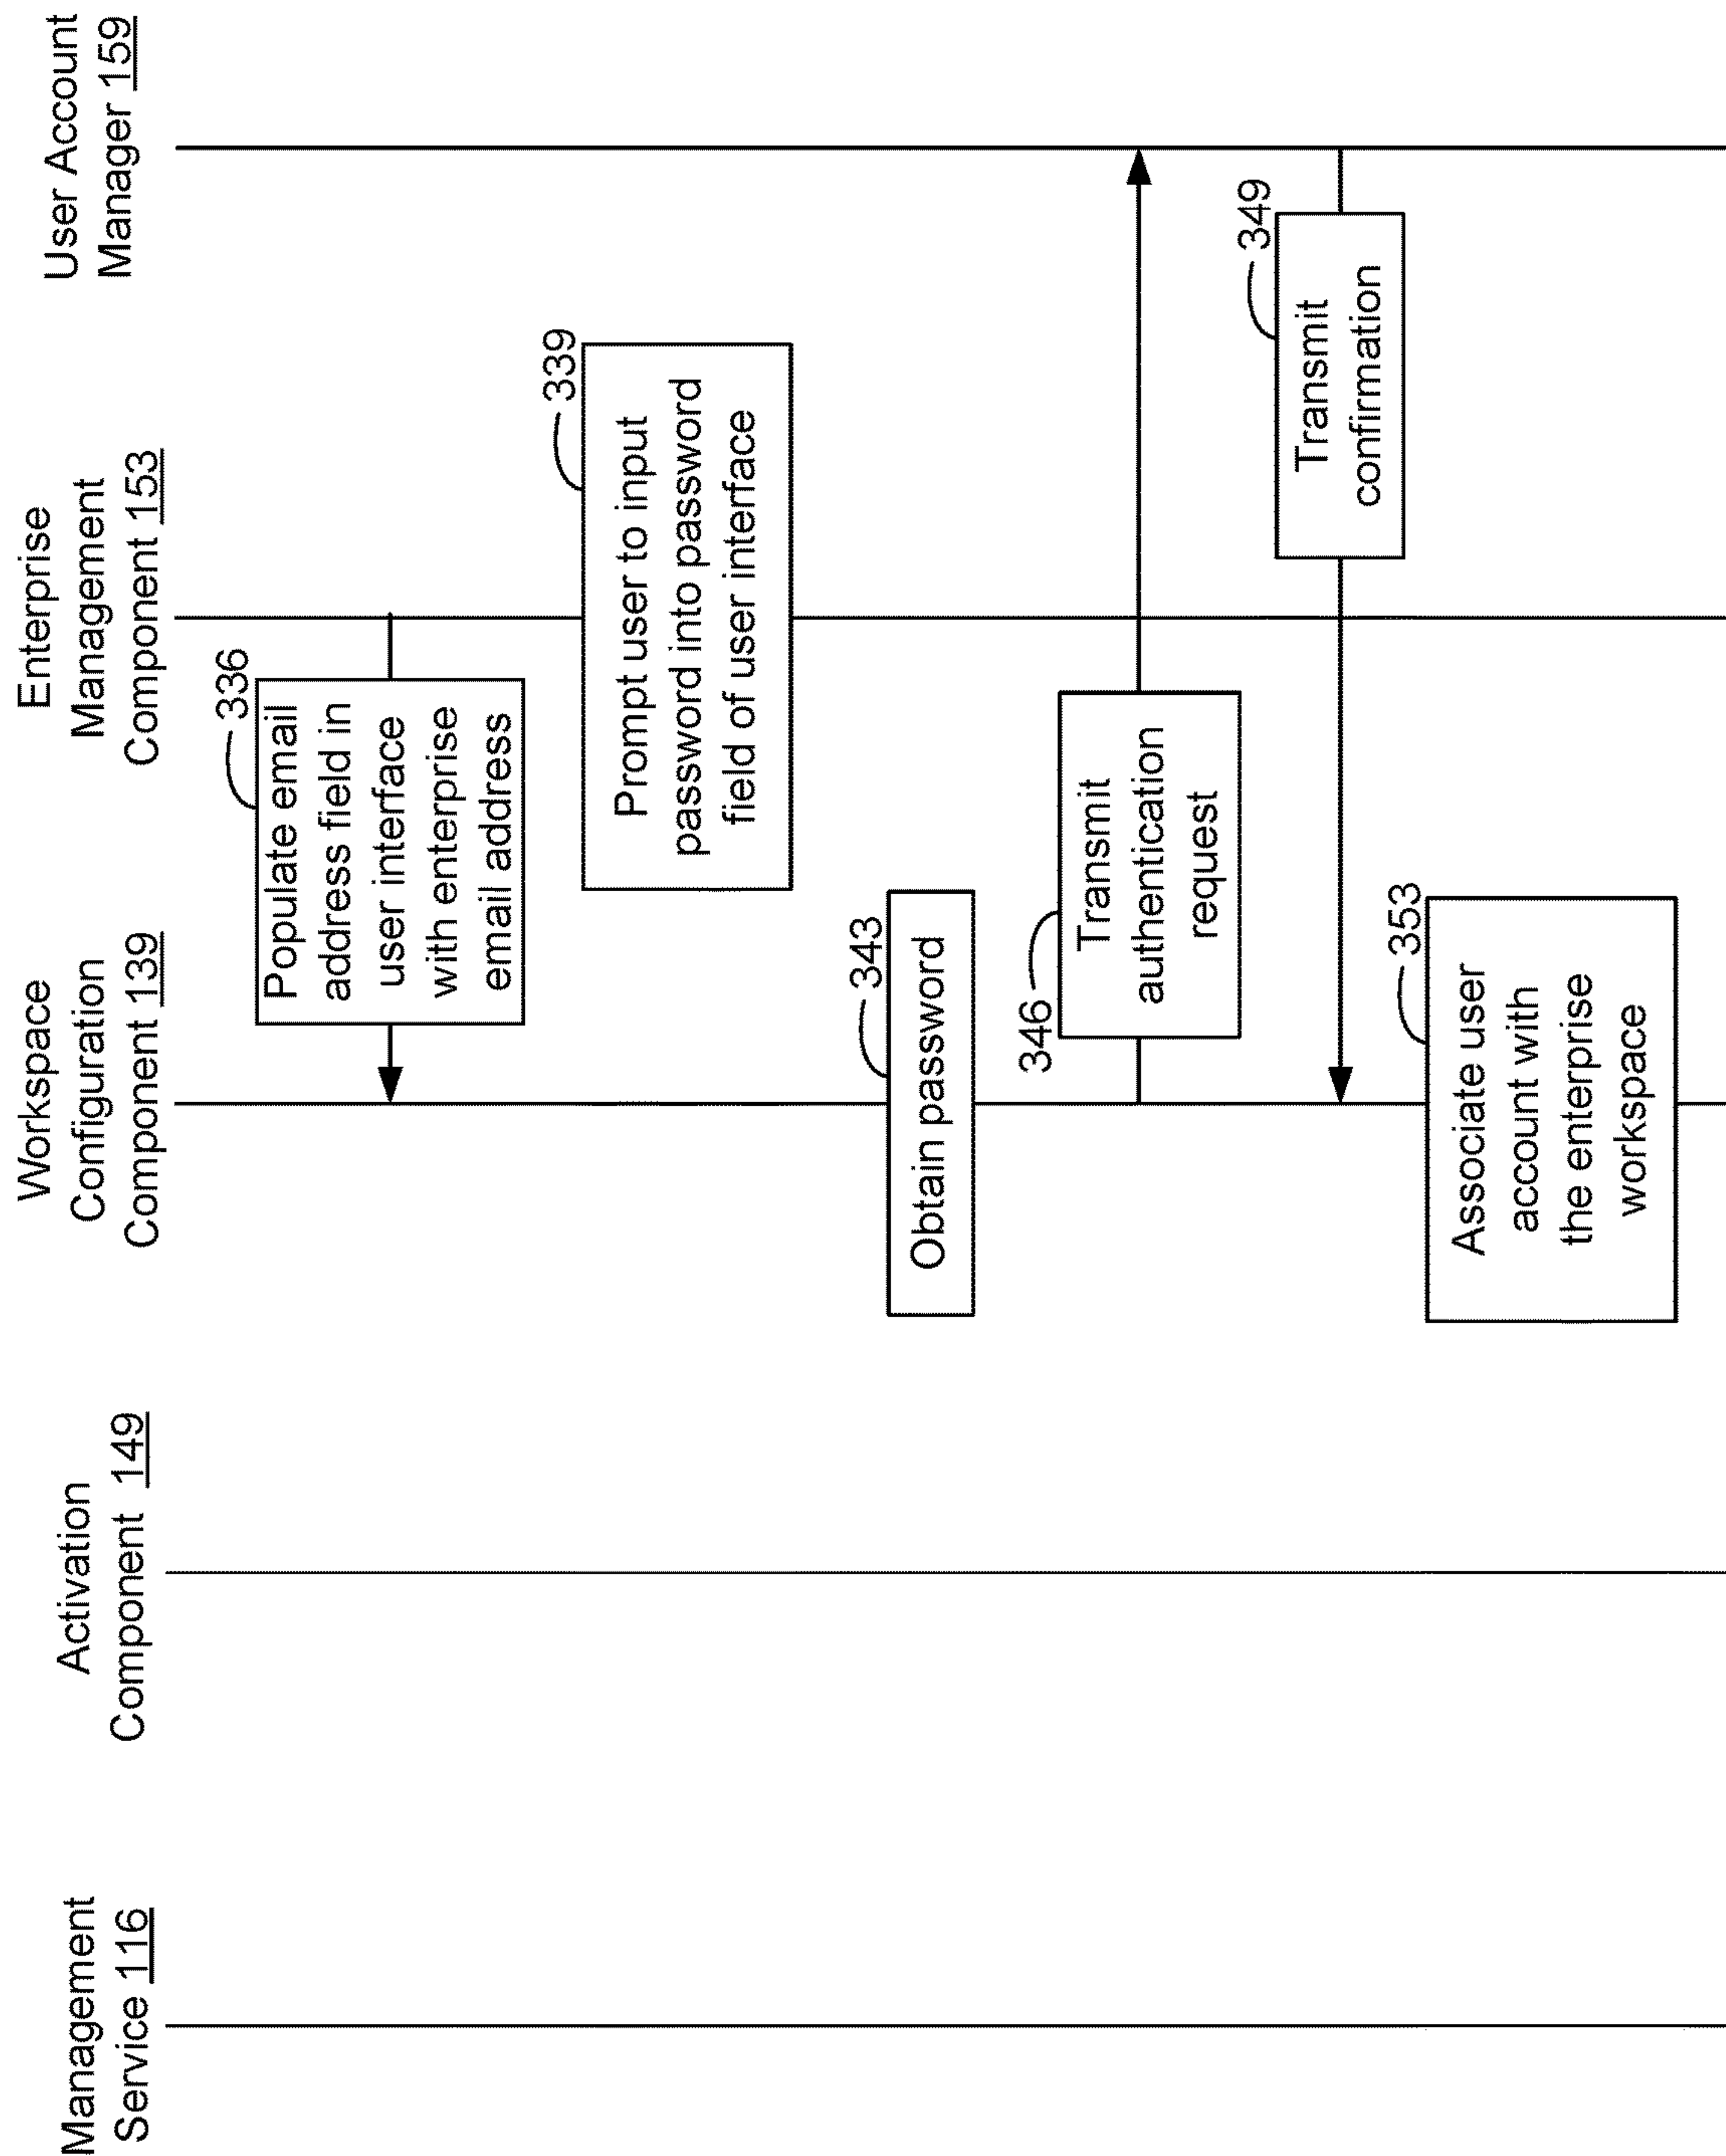 Management
Service 116
Activation
Component 149
Workspace
Configuration
Component 139
Enterprise
Management
Component 153
User Account
Manager 159
336
Populate email
address field in
user interface
with enterprise
email address
339
Prompt user to input
password into password
field of user interface
343
Obtain password
346
Transmit
authentication
request
349
Transmit
confirmation
353
Associate user
account with
the enterprise
workspace